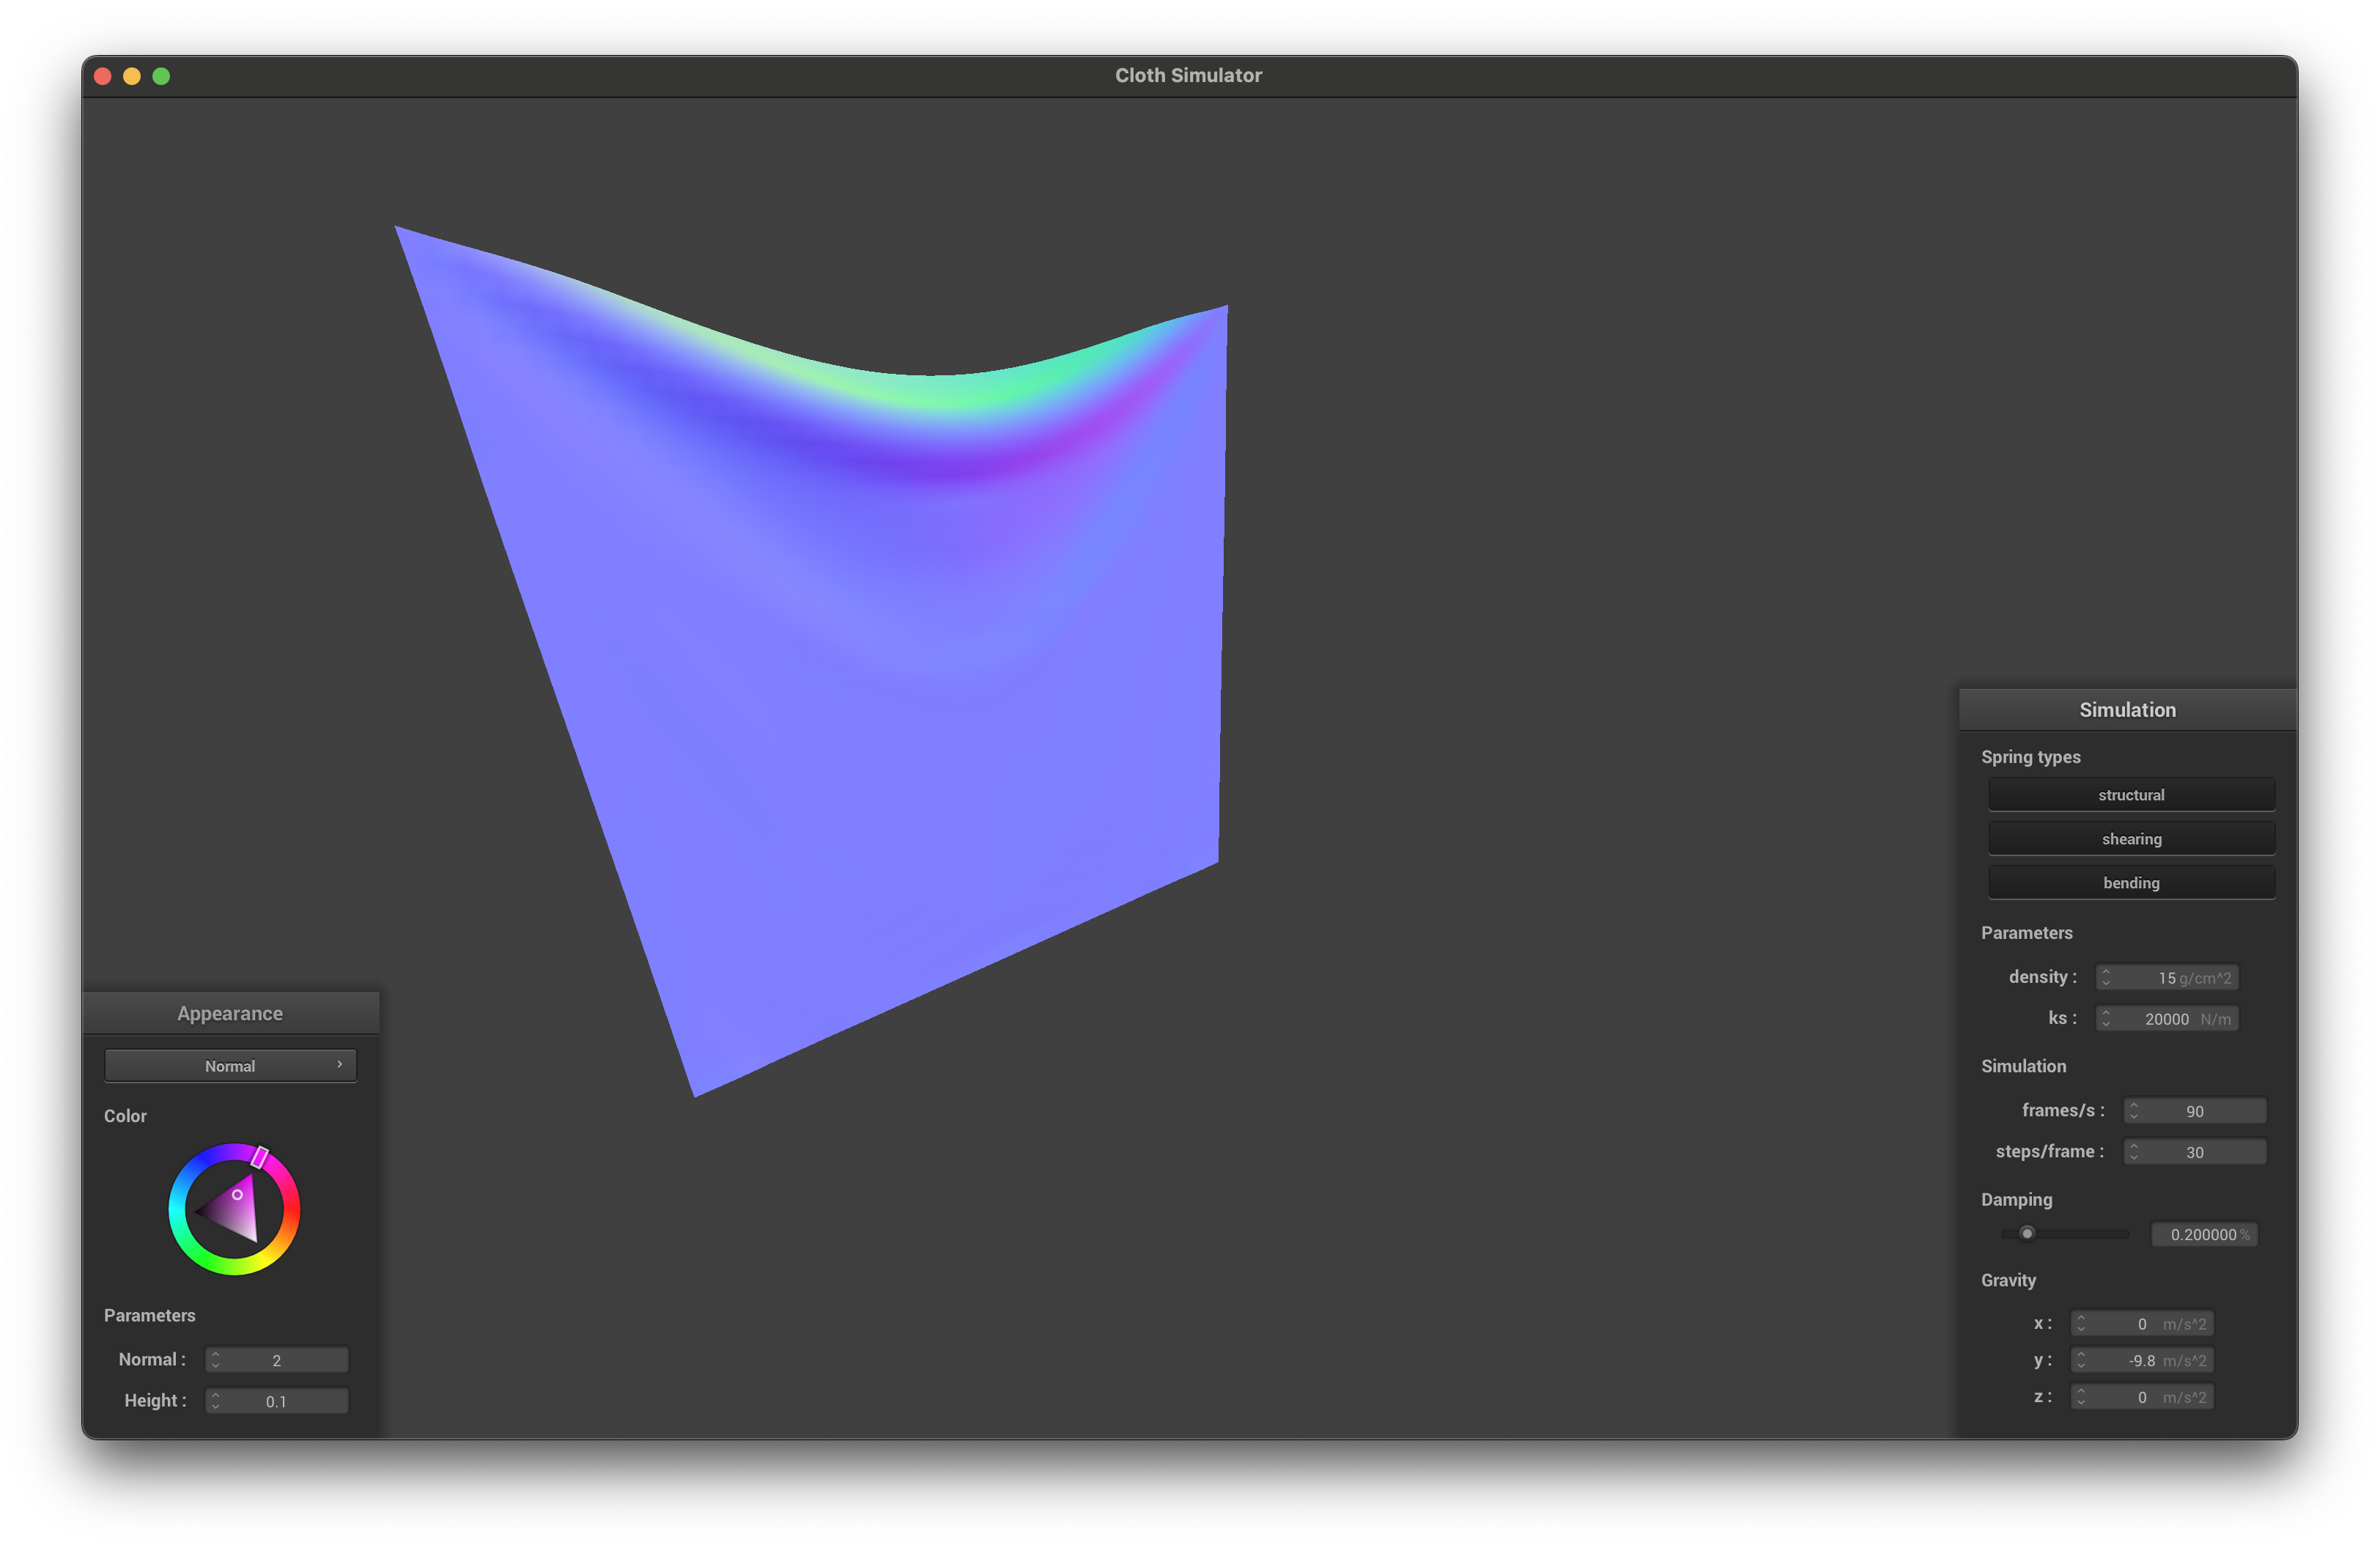 Cloth Simulator
Simulation
Spring types
structural
shearing
bending
Parameters
density : 15 g/cm^2
ks : 20000 N/m
Simulation
frames/s : 90
steps/frame : 30
Damping
0.200000 %
Gravity
x : 0 m/s^2
y : -9.8 m/s^2
z : 0 m/s^2
Appearance
Normal
Color
Parameters
Normal : 2
Height : 0.1